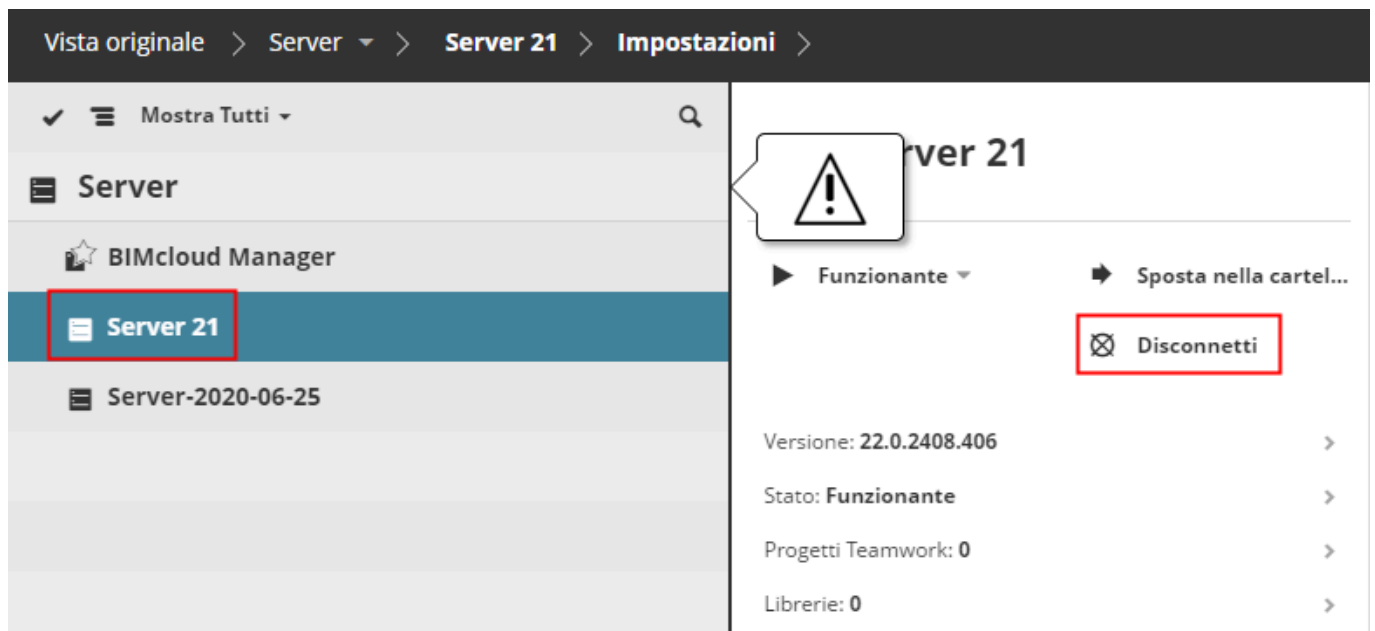 Vista originale > Server > Server 21 > Impostazioni >
Mostra Tutti
Server
BIMcloud Manager
Server 21
Server-2020-06-25
rver 21
Funzionante
Sposta nella cartel...
Disconnetti
Versione: 22.0.2408.406
Stato: Funzionante
Progetti Teamwork: 0
Librerie: 0